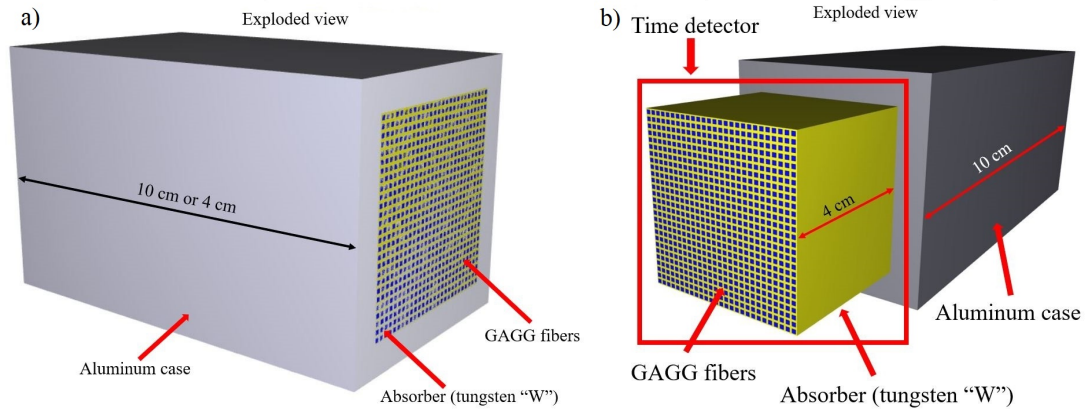 a)
Exploded view
10 cm or 4 cm
GAGG fibers
Aluminum case
Absorber (tungsten “W”)
b)
Exploded view
Time detector
10 cm
4 cm
Aluminum case
GAGG fibers
Absorber (tungsten “W”)